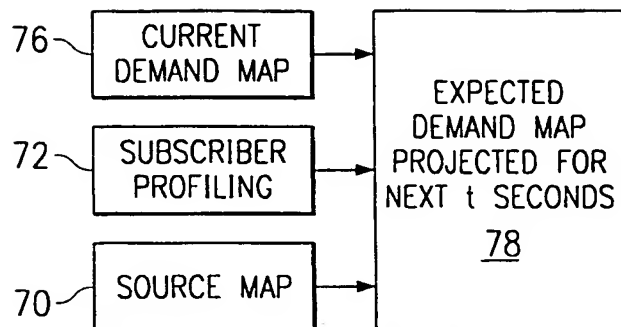 76
CURRENT
DEMAND MAP
72
SUBSCRIBER
PROFILING
70
SOURCE MAP
EXPECTED
DEMAND MAP
PROJECTED FOR
NEXT t SECONDS
78